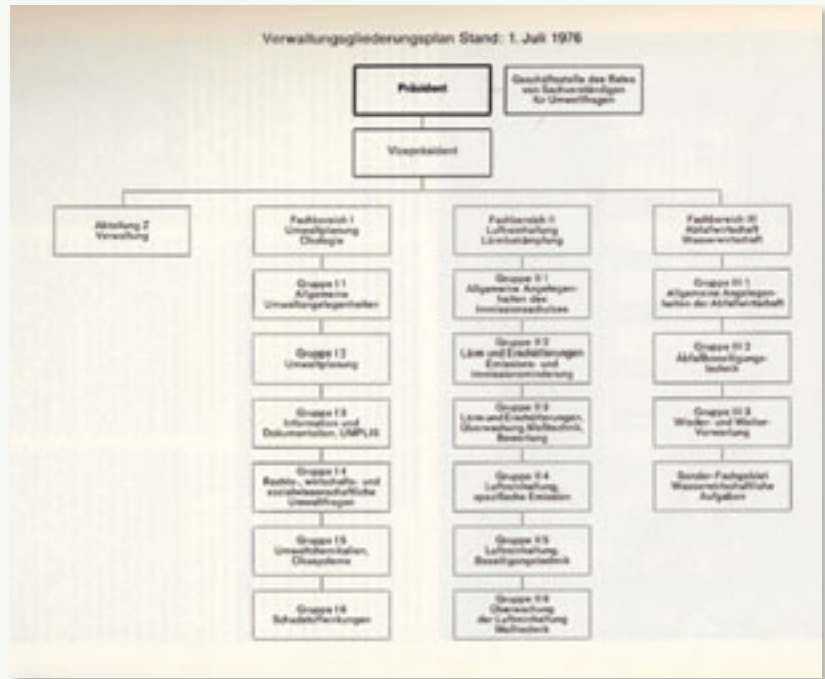 Verwaltungsgliederungsplan Stand: 1. Juli 1976
Präsident
Geschäftsstelle des Rates
von Sachverständigen
für Umweltfragen
Vizepräsident
Abteilung Z
Verwaltung
Fachbereich I
Umweltplanung
Ökologie
Gruppe I 1
Allgemeine
Umweltangelegenheiten
Gruppe I 2
Umweltplanung
Gruppe I 3
Information und
Dokumentation, UMPLIS
Gruppe I 4
Rechts-, wirtschafts- und
sozialwissenschaftliche
Umweltfragen
Gruppe I 5
Umweltchemikalien,
Ökosysteme
Gruppe I 6
Schadstoffwirkungen
Fachbereich II
Luftreinhaltung
Lärmbekämpfung
Gruppe II 1
Allgemeine Angelegen-
heiten des
Immissionsschutzes
Gruppe II 2
Lärm und Erschütterungen
Emissions- und
Immissionsminderung
Gruppe II 3
Lärm und Erschütterungen,
Überwachung, Meßtechnik,
Bewertung
Gruppe II 4
Luftreinhaltung,
spezifische Emission
Gruppe II 5
Luftreinhaltung,
Beseitigungstechnik
Gruppe II 6
Überwachung
der Luftreinhaltung
Meßtechnik
Fachbereich III
Abfallwirtschaft
Wasserwirtschaft
Gruppe III 1
Allgemeine Angelegen-
heiten der Abfallwirtschaft
Gruppe III 2
Abfallbeseitigungs-
technik
Gruppe III 3
Wieder- und Weiter-
Verwertung
Sonder-Fachgebiet
Wasserwirtschaftliche
Aufgaben